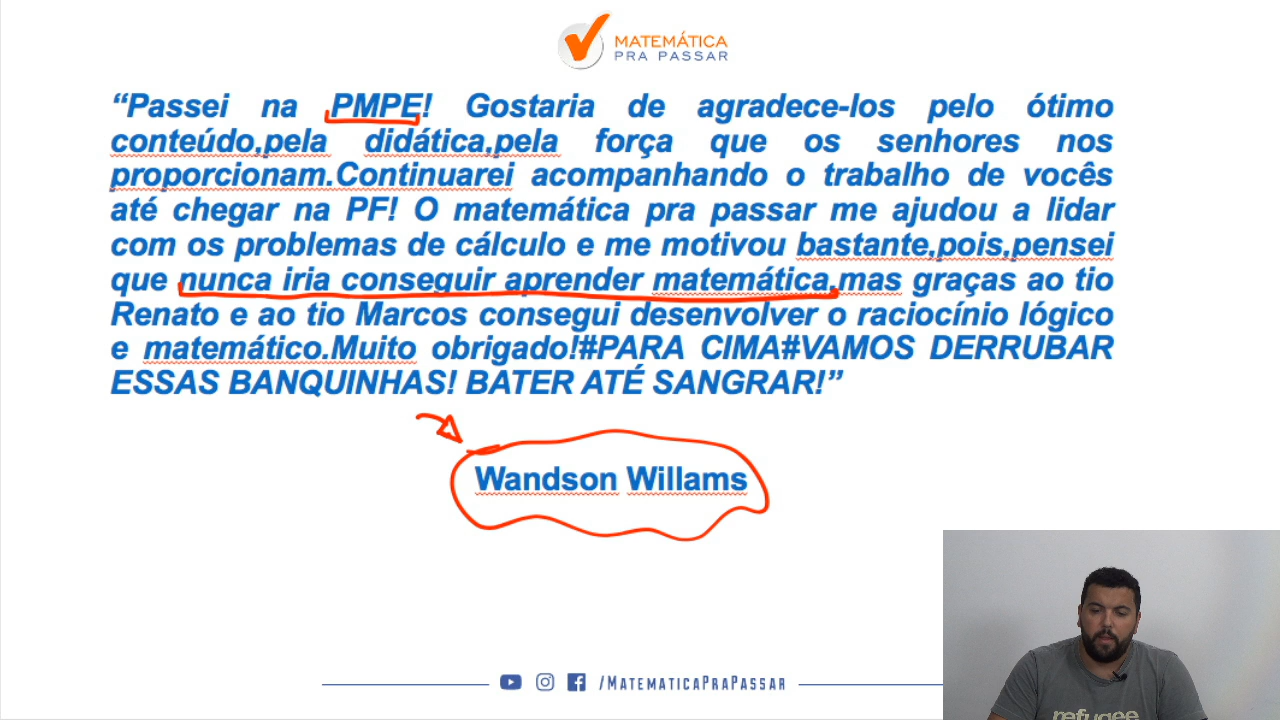 MATEMÁTICA
PRA PASSAR
“Passei na PMPE! Gostaria de agradece-los pelo ótimo
conteúdo,pela didática,pela força que os senhores nos
proporcionam.Continuarei acompanhando o trabalho de vocês
até chegar na PF! O matemática pra passar me ajudou a lidar
com os problemas de cálculo e me motivou bastante,pois,pensei
que nunca iria conseguir aprender matemática,mas graças ao tio
Renato e ao tio Marcos consegui desenvolver o raciocínio lógico
e matemático.Muito obrigado!#PARA CIMA#VAMOS DERRUBAR
ESSAS BANQUINHAS! BATER ATÉ SANGRAR!”
Wandson Willams
/MATEMATICAPRAPASSAR
refugee